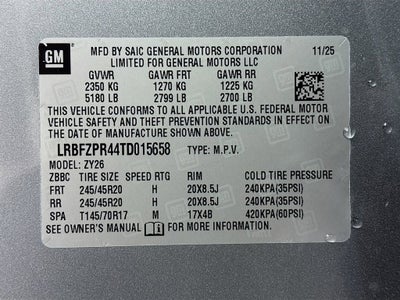 GM
MFD BY SAIC GENERAL MOTORS CORPORATION 11/25
LIMITED FOR GENERAL MOTORS LLC
GVWR GAWR FRT GAWR RR
2350 KG 1270 KG 1225 KG
5180 LB 2799 LB 2700 LB
THIS VEHICLE CONFORMS TO ALL APPLICABLE U.S. FEDERAL MOTOR
VEHICLE SAFETY AND THEFT PREVENTION STANDARDS IN EFFECT ON
THE DATE OF MANUFACTURE SHOWN ABOVE.
LRBFZPR44TD015658 TYPE: M.P.V.
MODEL: ZY26
ZBBC TIRE SIZE SPEED RTG RIM COLD TIRE PRESSURE
FRT 245/45R20 H 20X8.5J 240KPA(35PSI)
RR 245/45R20 H 20X8.5J 240KPA(35PSI)
SPA T145/70R17 M 17X4B 420KPA(60PSI)
SEE OWNER'S MANUAL FOR MORE INFORMATION.